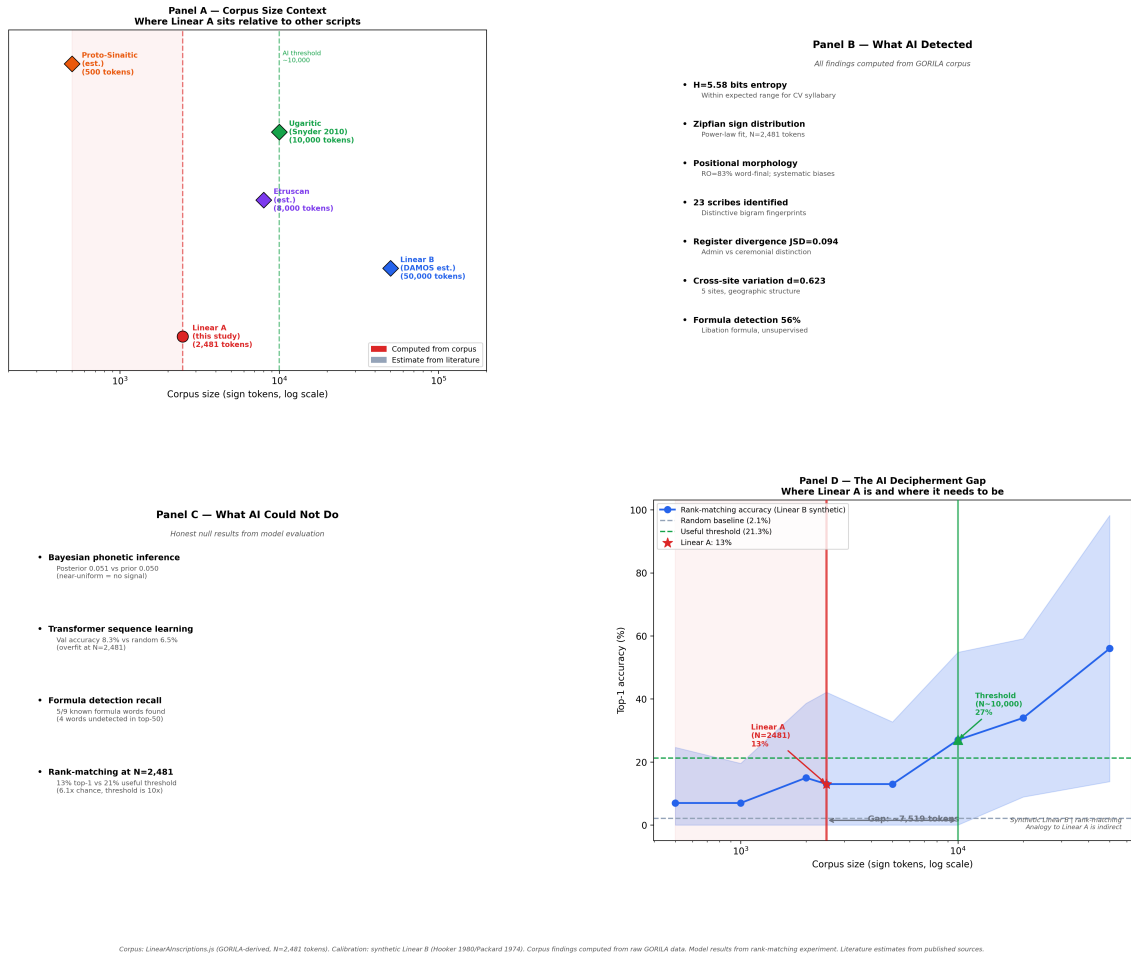 Panel A — Corpus Size Context
Where Linear A sits relative to other scripts
Proto-Sinaitic
(est.)
(500 tokens)
AI threshold
~10,000
Ugaritic
(Snyder 2010)
(10,000 tokens)
Etruscan
(est.)
(8,000 tokens)
Linear B
(DAMOS est.)
(50,000 tokens)
Linear A
(this study)
(2,481 tokens)
Computed from corpus
Estimate from literature
10³ 10⁴ 10⁵
Corpus size (sign tokens, log scale)
Panel B — What AI Detected
All findings computed from GORILA corpus
• H=5.58 bits entropy
Within expected range for CV syllabary
• Zipfian sign distribution
Power-law fit, N=2,481 tokens
• Positional morphology
RO=83% word-final; systematic biases
• 23 scribes identified
Distinctive bigram fingerprints
• Register divergence JSD=0.094
Admin vs ceremonial distinction
• Cross-site variation d=0.623
5 sites, geographic structure
• Formula detection 56%
Libation formula, unsupervised
Panel C — What AI Could Not Do
Honest null results from model evaluation
• Bayesian phonetic inference
Posterior 0.051 vs prior 0.050
(near-uniform = no signal)
• Transformer sequence learning
Val accuracy 8.3% vs random 6.5%
(overfit at N=2,481)
• Formula detection recall
5/9 known formula words found
(4 words undetected in top-50)
• Rank-matching at N=2,481
13% top-1 vs 21% useful threshold
(6.1x chance, threshold is 10x)
Panel D — The AI Decipherment Gap
Where Linear A is and where it needs to be
Rank-matching accuracy (Linear B synthetic)
Random baseline (2.1%)
Useful threshold (21.3%)
Linear A: 13%
100
80
60
40
20
0
Top-1 accuracy (%)
Linear A
(N=2481)
13%
Threshold
(N~10,000)
27%
Gap: ~7,519 tokens
Synthetic Linear B | rank-matching
Analogy to Linear A is indirect
10³ 10⁴
Corpus size (sign tokens, log scale)
Corpus: LinearAInscriptions.js (GORILA-derived, N=2,481 tokens). Calibration: synthetic Linear B (Hooker 1980/Packard 1974). Corpus findings computed from raw GORILA data. Model results from rank-matching experiment. Literature estimates from published sources.